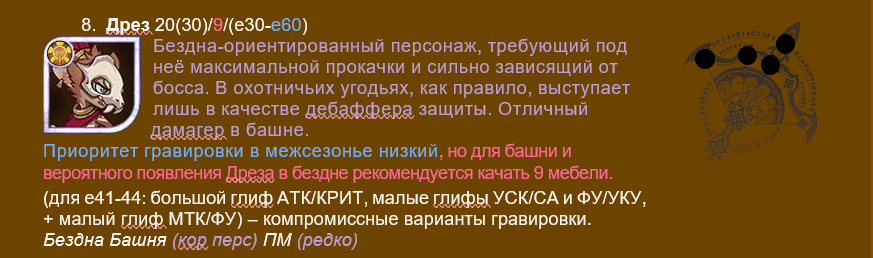 8. Дрез 20(30)/9/(e30-e60)
Бездна-ориентированный персонаж, требующий под
неё максимальной прокачки и сильно зависящий от
босса. В охотничьих угодьях, как правило, выступает
лишь в качестве дебаффера защиты. Отличный
дамагер в башне.
Приоритет гравировки в межсезонье низкий, но для башни и
вероятного появления Дреза в бездне рекомендуется качать 9 мебели.
(для е41-44: большой глиф АТК/КРИТ, малые глифы УСК/СА и ФУ/УКУ,
+ малый глиф МТК/ФУ) – компромиссные варианты гравировки.
Бездна Башня (кор перс) ПМ (редко)